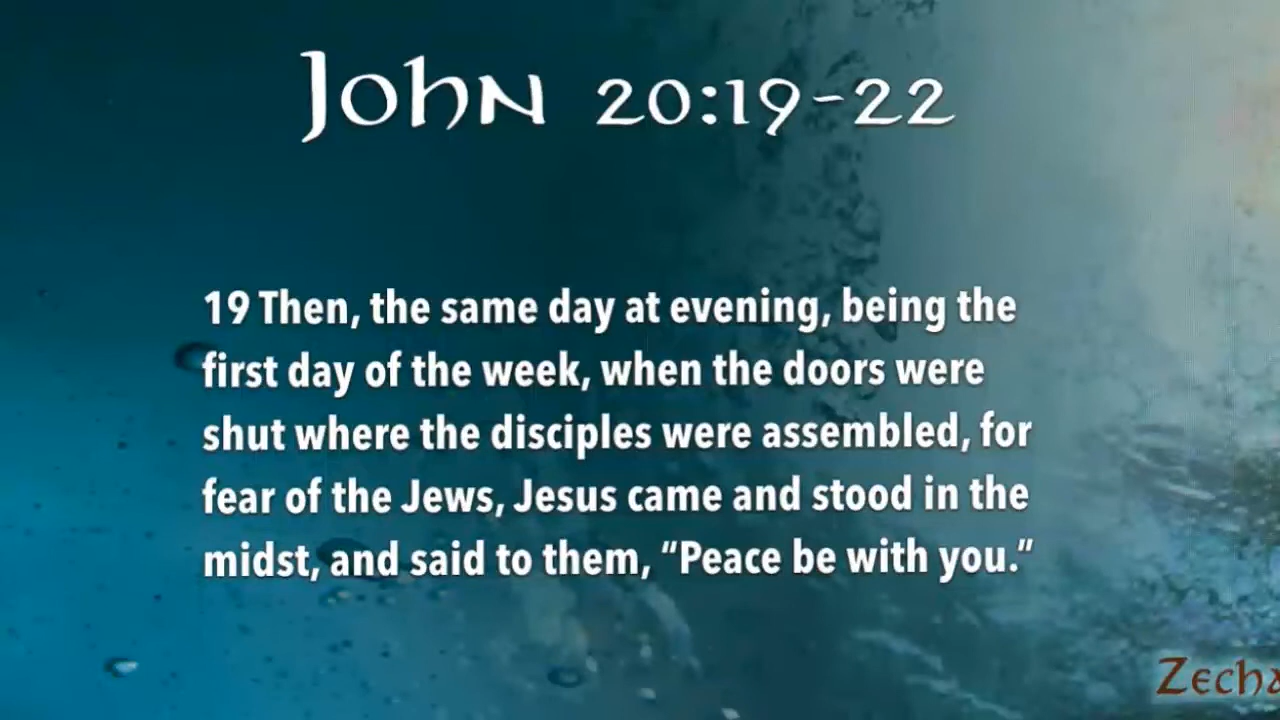 John 20:19-22
19 Then, the same day at evening, being the
first day of the week, when the doors were
shut where the disciples were assembled, for
fear of the Jews, Jesus came and stood in the
midst, and said to them, “Peace be with you.”